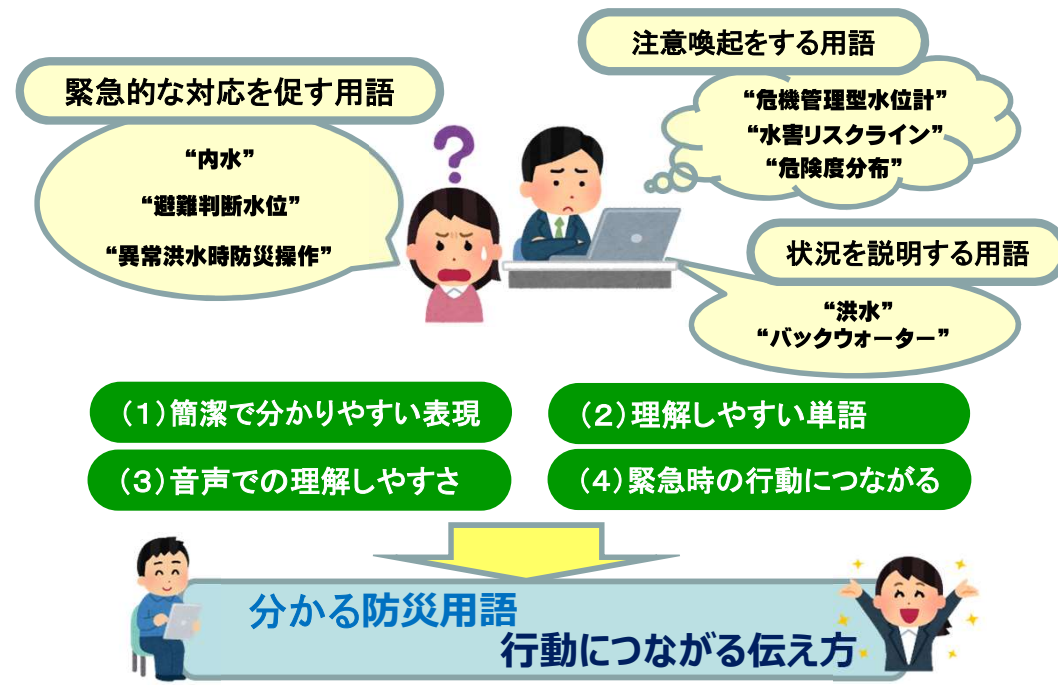 緊急的な対応を促す用語
“内水”
“避難判断水位”
“異常洪水時防災操作”
?
注意喚起をする用語
“危機管理型水位計”
“水害リスクライン”
“危険度分布”
状況を説明する用語
“洪水”
“バックウォーター”
（１）簡潔で分かりやすい表現
（２）理解しやすい単語
（３）音声での理解しやすさ
（４）緊急時の行動につながる
分かる防災用語
行動につながる伝え方